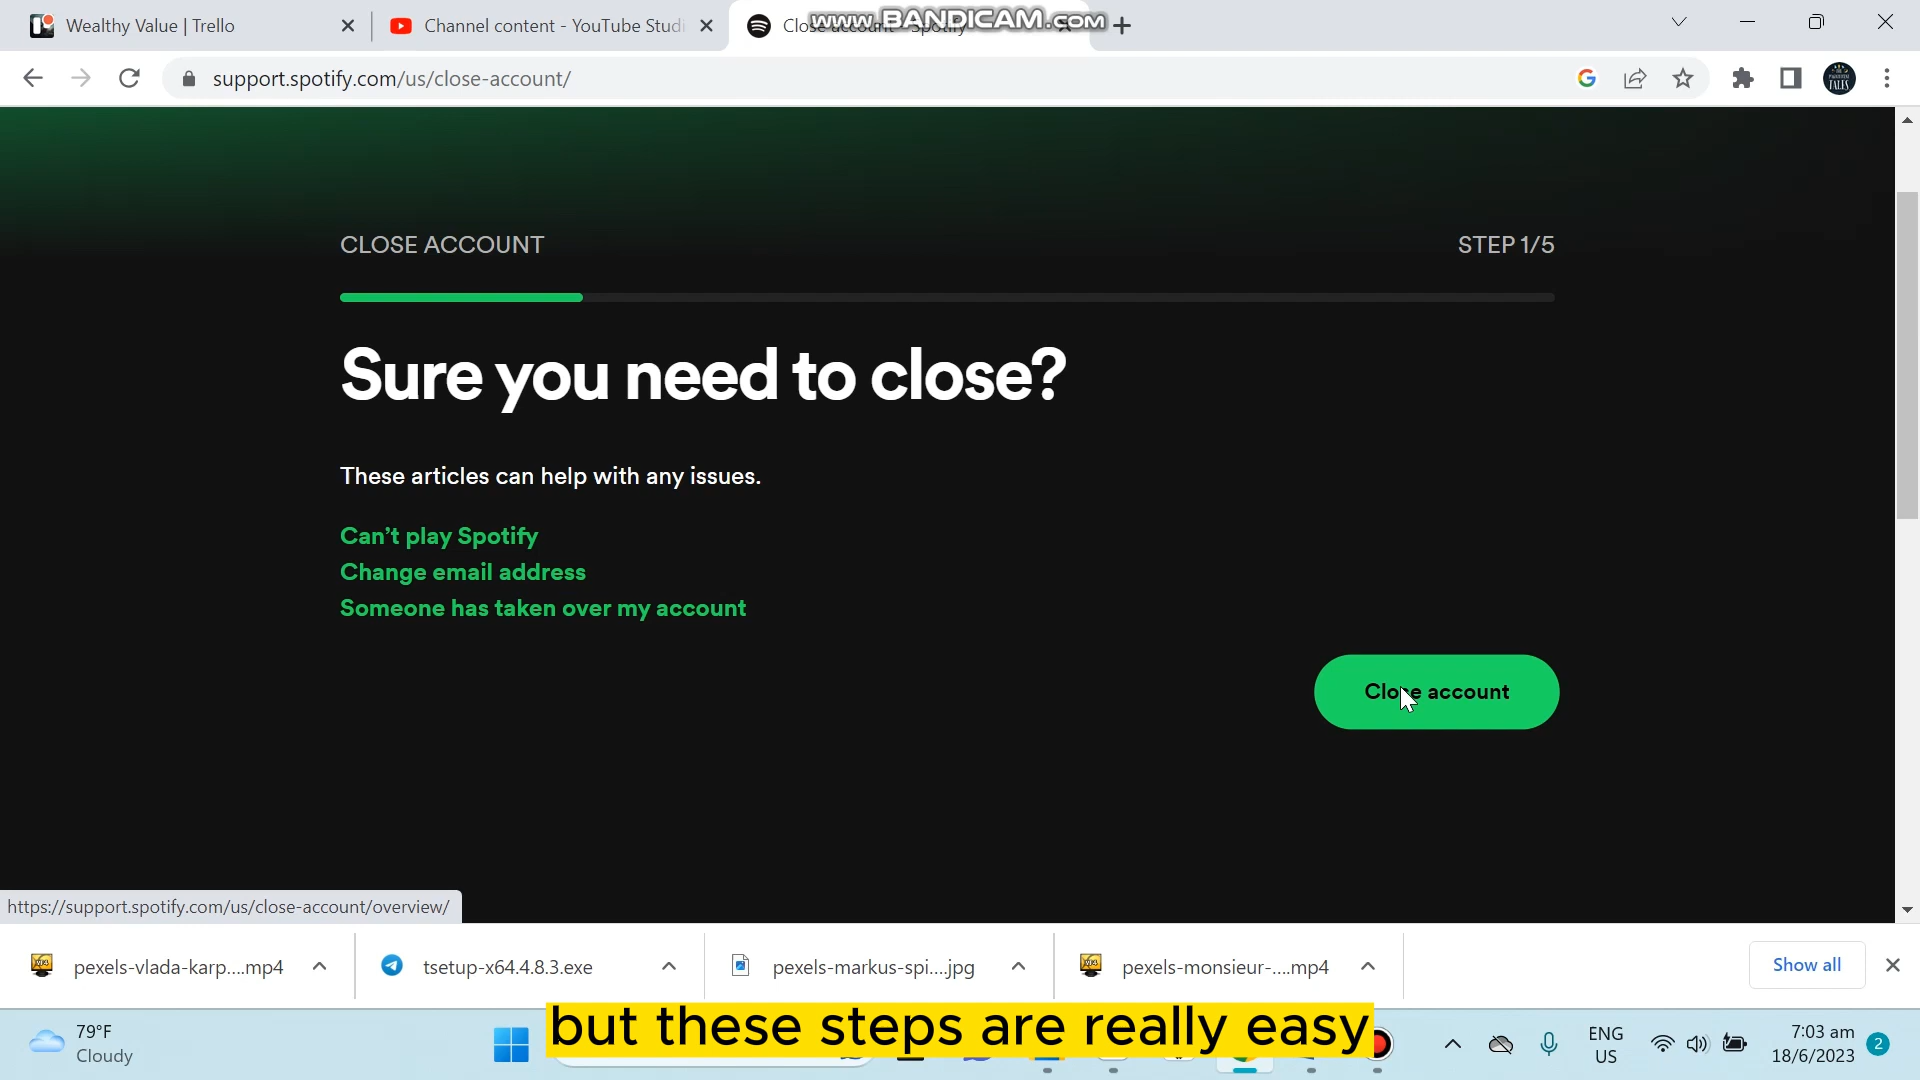 Wealthy Value | Trello
Channel content - YouTube Studi
Close account - Spotify
www.BANDICAM.COM
support.spotify.com/us/close-account/
CLOSE ACCOUNT
STEP 1/5
Sure you need to close?
These articles can help with any issues.
Can't play Spotify
Change email address
Someone has taken over my account
Close account
https://support.spotify.com/us/close-account/overview/
pexels-vlada-karp....mp4
tsetup-x64.4.8.3.exe
pexels-markus-spi....jpg
pexels-monsieur-....mp4
Show all
but these steps are really easy
79°F
Cloudy
ENG
US
7:03 am
18/6/2023
2